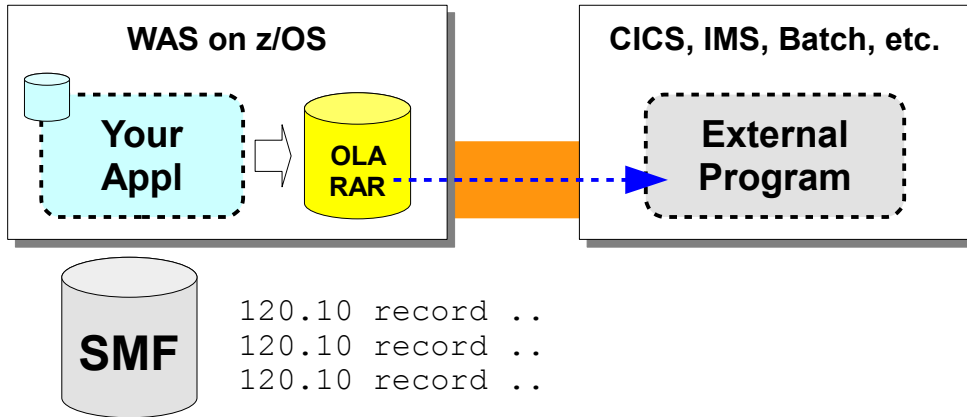 WAS on z/OS
Your
Appl
OLA
RAR
CICS, IMS, Batch, etc.
External
Program
SMF
120.10 record ..
120.10 record ..
120.10 record ..